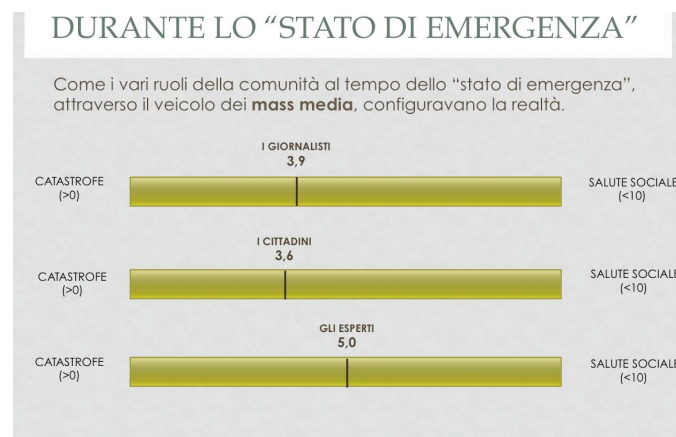 DURANTE LO “STATO DI EMERGENZA”
Come i vari ruoli della comunità al tempo dello “stato di emergenza”,
attraverso il veicolo dei mass media, configuravano la realtà.
I GIORNALISTI
3,9
CATASTROFE
(>0)
SALUTE SOCIALE
(<10)
I CITTADINI
3,6
CATASTROFE
(>0)
SALUTE SOCIALE
(<10)
GLI ESPERTI
5,0
CATASTROFE
(>0)
SALUTE SOCIALE
(<10)